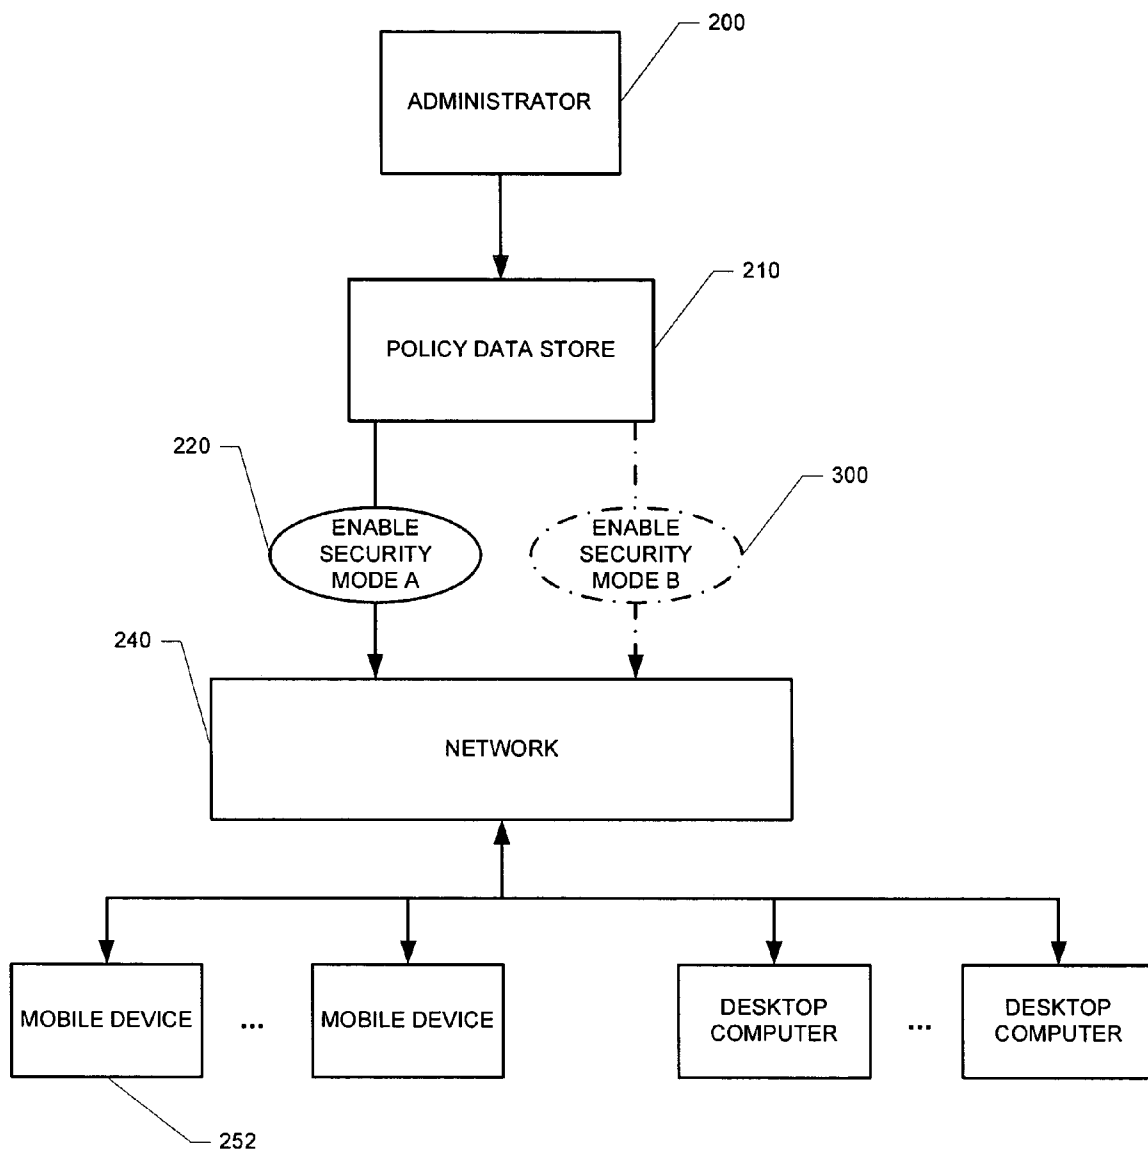 200
ADMINISTRATOR
210
POLICY DATA STORE
220
300
ENABLE
SECURITY
MODE A
ENABLE
SECURITY
MODE B
240
NETWORK
MOBILE DEVICE
...
MOBILE DEVICE
DESKTOP
COMPUTER
...
DESKTOP
COMPUTER
252